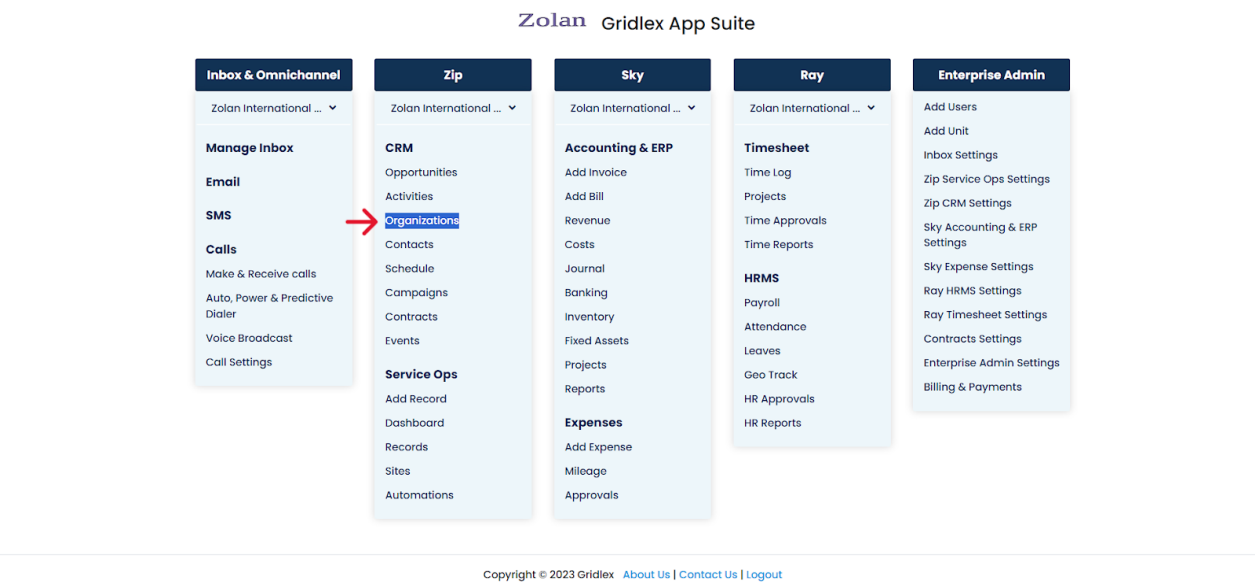 Zolan Gridlex App Suite
Inbox & Omnichannel
Zolan International ...
Manage Inbox
Email
SMS
Calls
Make & Receive calls
Auto, Power & Predictive
Dialer
Voice Broadcast
Call Settings
Zip
Zolan International ...
CRM
Opportunities
Activities
Organizations
Contacts
Schedule
Campaigns
Contracts
Events
Service Ops
Add Record
Dashboard
Records
Sites
Automations
Sky
Zolan International ...
Accounting & ERP
Add Invoice
Add Bill
Revenue
Costs
Journal
Banking
Inventory
Fixed Assets
Projects
Reports
Expenses
Add Expense
Mileage
Approvals
Ray
Zolan International ...
Timesheet
Time Log
Projects
Time Approvals
Time Reports
HRMS
Payroll
Attendance
Leaves
Geo Track
HR Approvals
HR Reports
Enterprise Admin
Add Users
Add Unit
Inbox Settings
Zip Service Ops Settings
Zip CRM Settings
Sky Accounting & ERP
Settings
Sky Expense Settings
Ray HRMS Settings
Ray Timesheet Settings
Contracts Settings
Enterprise Admin Settings
Billing & Payments
Copyright © 2023 Gridlex About Us | Contact Us | Logout